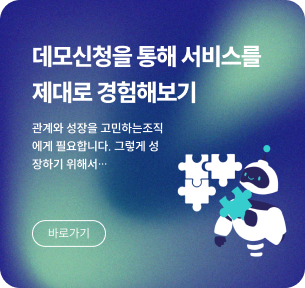 데모신청을 통해 서비스를
제대로 경험해보기
관계와 성장을 고민하는조직
에게 필요합니다. 그렇게 성
장하기 위해서…
바로가기